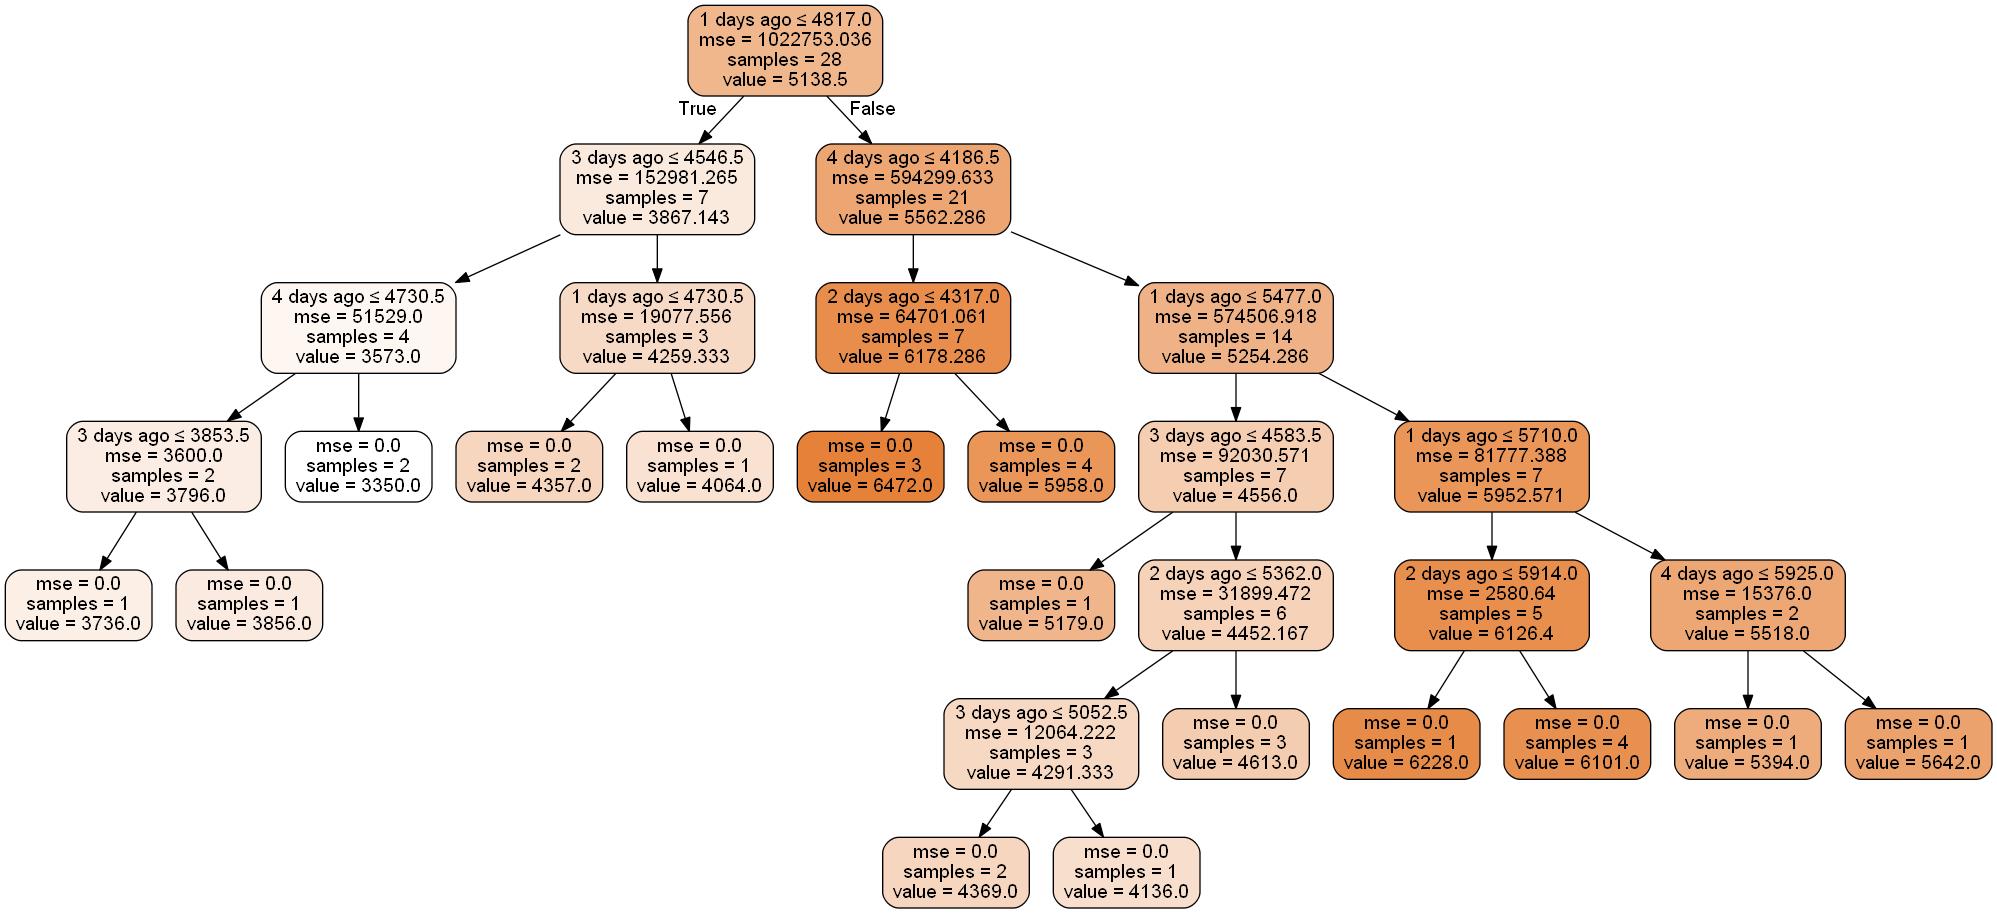 1 days ago ≤ 4817.0
mse = 1022753.036
samples = 28
value = 5138.5
True
False
3 days ago ≤ 4546.5
mse = 152981.265
samples = 7
value = 3867.143
4 days ago ≤ 4186.5
mse = 594299.633
samples = 21
value = 5562.286
4 days ago ≤ 4730.5
mse = 51529.0
samples = 4
value = 3573.0
1 days ago ≤ 4730.5
mse = 19077.556
samples = 3
value = 4259.333
2 days ago ≤ 4317.0
mse = 64701.061
samples = 7
value = 6178.286
1 days ago ≤ 5477.0
mse = 574506.918
samples = 14
value = 5254.286
3 days ago ≤ 3853.5
mse = 3600.0
samples = 2
value = 3796.0
mse = 0.0
samples = 2
value = 3350.0
mse = 0.0
samples = 2
value = 4357.0
mse = 0.0
samples = 1
value = 4064.0
mse = 0.0
samples = 3
value = 6472.0
mse = 0.0
samples = 4
value = 5958.0
3 days ago ≤ 4583.5
mse = 92030.571
samples = 7
value = 4556.0
1 days ago ≤ 5710.0
mse = 81777.388
samples = 7
value = 5952.571
mse = 0.0
samples = 1
value = 3736.0
mse = 0.0
samples = 1
value = 3856.0
mse = 0.0
samples = 1
value = 5179.0
2 days ago ≤ 5362.0
mse = 31899.472
samples = 6
value = 4452.167
2 days ago ≤ 5914.0
mse = 2580.64
samples = 5
value = 6126.4
4 days ago ≤ 5925.0
mse = 15376.0
samples = 2
value = 5518.0
3 days ago ≤ 5052.5
mse = 12064.222
samples = 3
value = 4291.333
mse = 0.0
samples = 3
value = 4613.0
mse = 0.0
samples = 1
value = 6228.0
mse = 0.0
samples = 4
value = 6101.0
mse = 0.0
samples = 1
value = 5394.0
mse = 0.0
samples = 1
value = 5642.0
mse = 0.0
samples = 2
value = 4369.0
mse = 0.0
samples = 1
value = 4136.0